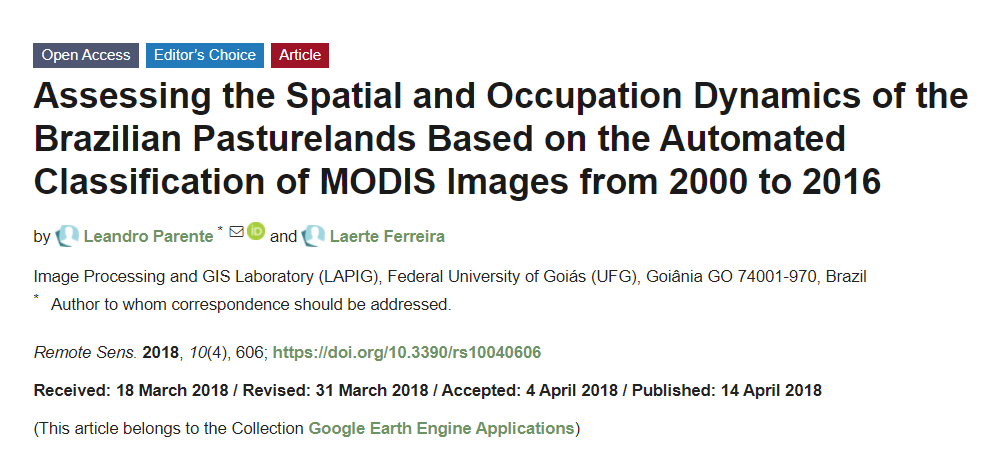 Open Access Editor's Choice Article
Assessing the Spatial and Occupation Dynamics of the
Brazilian Pasturelands Based on the Automated
Classification of MODIS Images from 2000 to 2016
by Leandro Parente * iD and Laerte Ferreira
Image Processing and GIS Laboratory (LAPIG), Federal University of Goiás (UFG), Goiânia GO 74001-970, Brazil
* Author to whom correspondence should be addressed.
Remote Sens. 2018, 10(4), 606; https://doi.org/10.3390/rs10040606
Received: 18 March 2018 / Revised: 31 March 2018 / Accepted: 4 April 2018 / Published: 14 April 2018
(This article belongs to the Collection Google Earth Engine Applications)